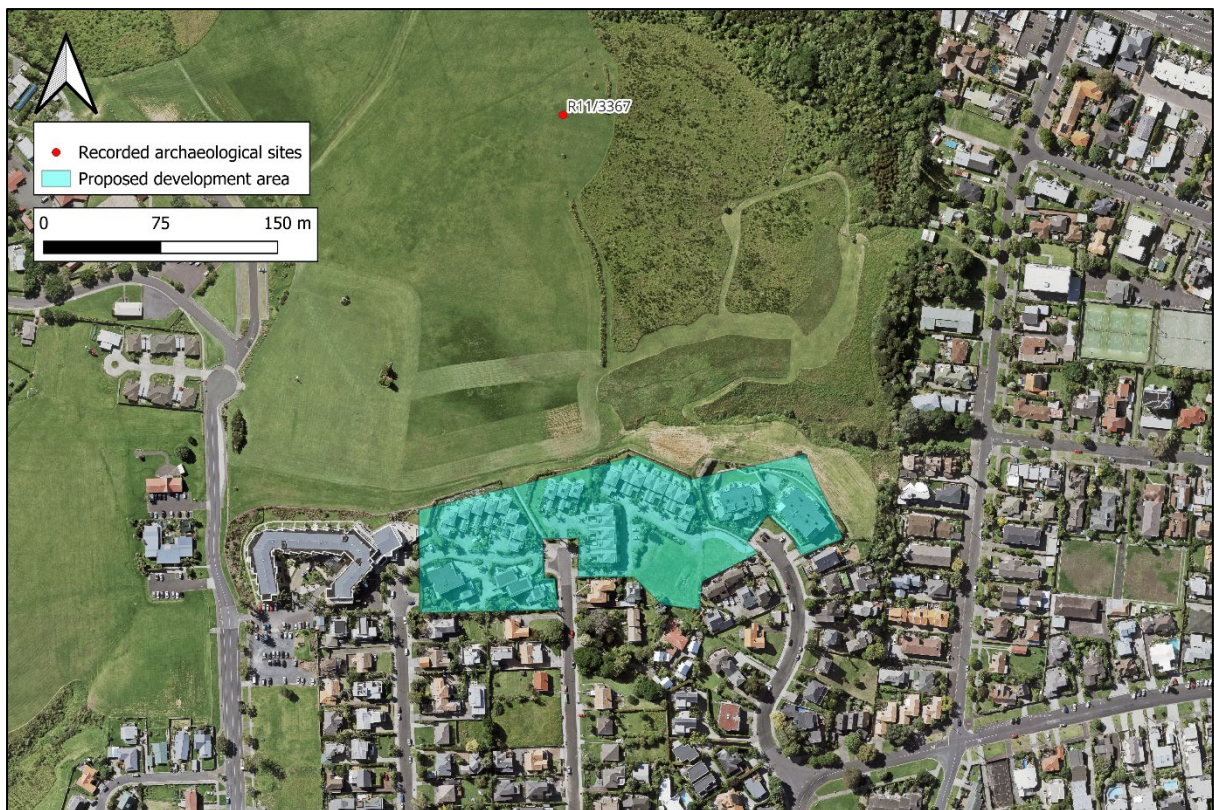 R11/3367
Recorded archaeological sites
Proposed development area
0 75 150 m